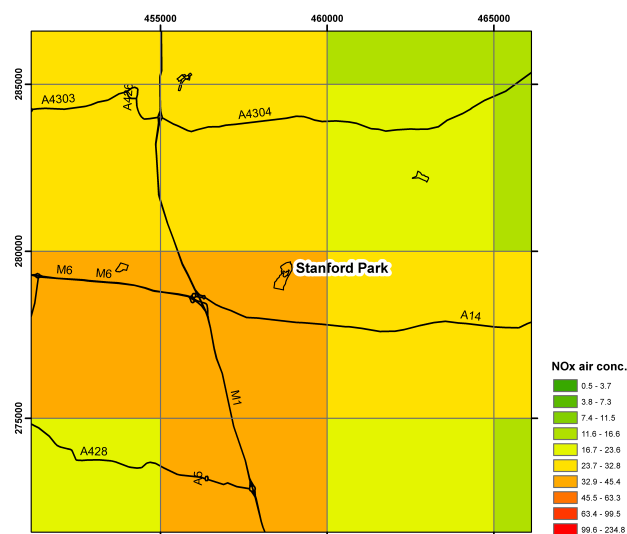 455000
460000
465000
285000
280000
275000
A4303
A426
A4304
Stanford Park
M6
M6
A14
M1
A428
A5
NOx air conc.
0.5 - 3.7
3.8 - 7.3
7.4 - 11.5
11.6 - 16.6
16.7 - 23.6
23.7 - 32.8
32.9 - 45.4
45.5 - 63.3
63.4 - 99.5
99.6 - 234.8